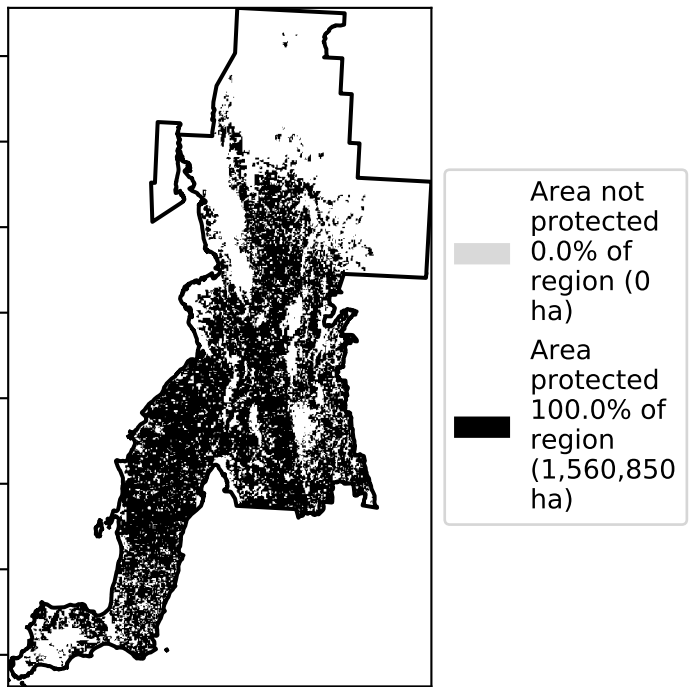 Area not
protected
0.0% of
region (0
ha)
Area
protected
100.0% of
region
(1,560,850
ha)